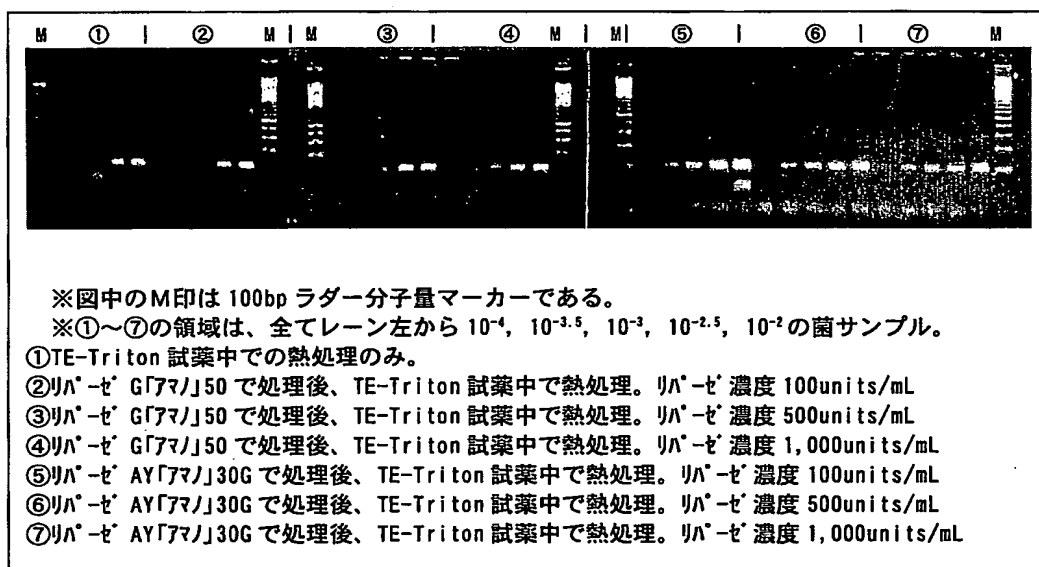 M ① | ② M | M ③ | ④ M | M | ⑤ | ⑥ | ⑦ M
※図中のM印は 100bp ラダー分子量マーカーである。
※①～⑦の領域は、全てレーン左から 10⁻⁴, 10⁻³·⁵, 10⁻³, 10⁻²·⁵, 10⁻² の菌サンプル。
①TE-Triton 試薬中での熱処理のみ。
②ﾘﾊﾟｰｾﾞ G｢ｱﾏﾉ｣50 で処理後、TE-Triton 試薬中で熱処理。ﾘﾊﾟｰｾﾞ 濃度 100units/mL
③ﾘﾊﾟｰｾﾞ G｢ｱﾏﾉ｣50 で処理後、TE-Triton 試薬中で熱処理。ﾘﾊﾟｰｾﾞ 濃度 500units/mL
④ﾘﾊﾟｰｾﾞ G｢ｱﾏﾉ｣50 で処理後、TE-Triton 試薬中で熱処理。ﾘﾊﾟｰｾﾞ 濃度 1,000units/mL
⑤ﾘﾊﾟｰｾﾞ AY｢ｱﾏﾉ｣30G で処理後、TE-Triton 試薬中で熱処理。ﾘﾊﾟｰｾﾞ 濃度 100units/mL
⑥ﾘﾊﾟｰｾﾞ AY｢ｱﾏﾉ｣30G で処理後、TE-Triton 試薬中で熱処理。ﾘﾊﾟｰｾﾞ 濃度 500units/mL
⑦ﾘﾊﾟｰｾﾞ AY｢ｱﾏﾉ｣30G で処理後、TE-Triton 試薬中で熱処理。ﾘﾊﾟｰｾﾞ 濃度 1,000units/mL